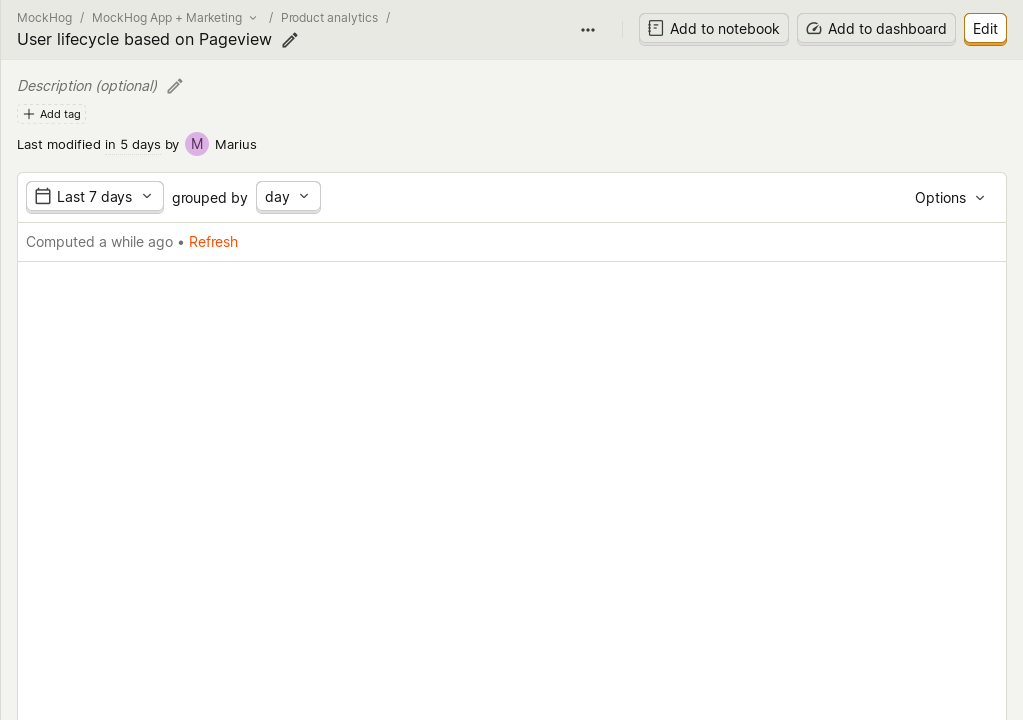 MockHog / MockHog App + Marketing / Product analytics /
User lifecycle based on Pageview
Add to notebook
Add to dashboard
Edit
Description (optional)
Add tag
Last modified in 5 days by M Marius
Last 7 days grouped by day
Options
Computed a while ago • Refresh